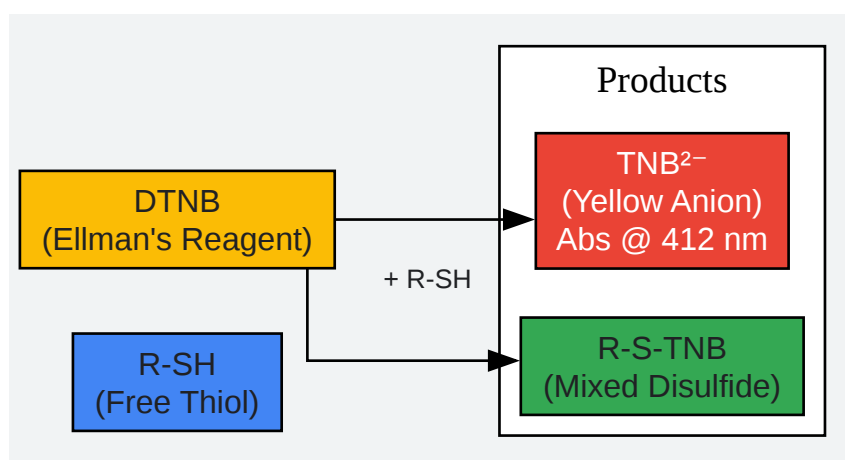 Products
DTNB
(Ellman's Reagent)
TNB²⁻
(Yellow Anion)
Abs @ 412 nm
+ R-SH
R-SH
(Free Thiol)
R-S-TNB
(Mixed Disulfide)